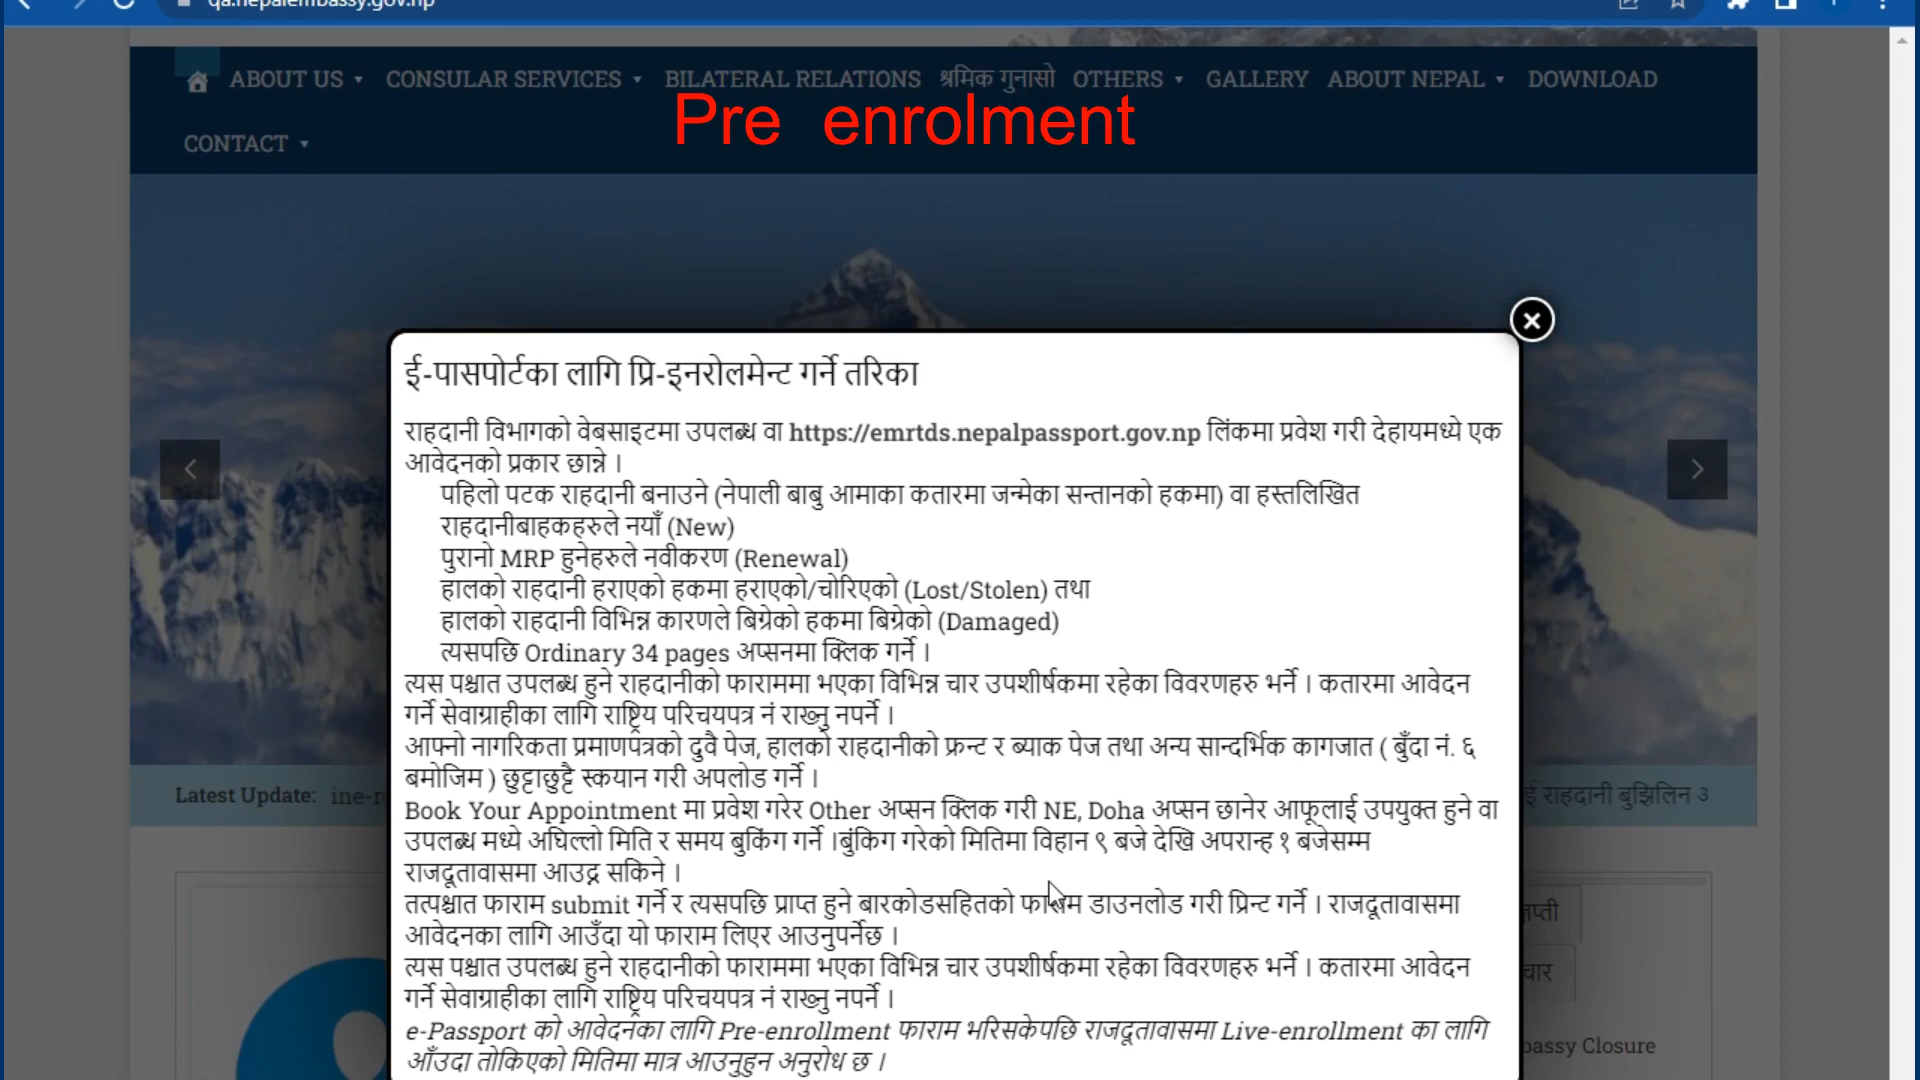 qa.nepalembassy.gov.np
ABOUT US CONSULAR SERVICES BILATERAL RELATIONS श्रमिक गुनासो OTHERS GALLERY ABOUT NEPAL DOWNLOAD
Pre enrolment
CONTACT
ई-पासपोर्टका लागि प्रि-इनरोलमेन्ट गर्ने तरिका
राहदानी विभागको वेबसाइटमा उपलब्ध वा https://emrtds.nepalpassport.gov.np लिंकमा प्रवेश गरी देहायमध्ये एक
आवेदनको प्रकार छान्ने ।
पहिलो पटक राहदानी बनाउने (नेपाली बाबु आमाका कतारमा जन्मेका सन्तानको हकमा) वा हस्तलिखित
राहदानीबाहकहरुले नयाँ (New)
पुरानो MRP हुनेहरुले नवीकरण (Renewal)
हालको राहदानी हराएको हकमा हराएको/चोरिएको (Lost/Stolen) तथा
हालको राहदानी विभिन्न कारणले बिग्रेको हकमा बिग्रेको (Damaged)
त्यसपछि Ordinary 34 pages अप्सनमा क्लिक गर्ने ।
त्यस पश्चात उपलब्ध हुने राहदानीको फाराममा भएका विभिन्न चार उपशीर्षकमा रहेका विवरणहरु भर्ने । कतारमा आवेदन
गर्ने सेवाग्राहीका लागि राष्ट्रिय परिचयपत्र नं राख्नु नपर्ने ।
आफ्नो नागरिकता प्रमाणपत्रको दुवै पेज, हालको राहदानीको फ्रन्ट र ब्याक पेज तथा अन्य सान्दर्भिक कागजात ( बुँदा नं. ६
बमोजिम ) छुट्टाछुट्टै स्कयान गरी अपलोड गर्ने ।
Latest Update: ine-r
ई राहदानी बुझिलिन अ
Book Your Appointment मा प्रवेश गरेर Other अप्सन क्लिक गरी NE, Doha अप्सन छानेर आफूलाई उपयुक्त हुने वा
उपलब्ध मध्ये अघिल्लो मिति र समय बुकिंग गर्ने ।बुंकिग गरेको मितिमा विहान ९ बजे देखि अपरान्ह १ बजेसम्म
राजदूतावासमा आउद्न सकिने ।
तत्पश्चात फाराम submit गर्ने र त्यसपछि प्राप्त हुने बारकोडसहितको फाराम डाउनलोड गरी प्रिन्ट गर्ने । राजदूतावासमा
आवेदनका लागि आउँदा यो फाराम लिएर आउनुपर्नेछ ।
त्यस पश्चात उपलब्ध हुने राहदानीको फाराममा भएका विभिन्न चार उपशीर्षकमा रहेका विवरणहरु भर्ने । कतारमा आवेदन
गर्ने सेवाग्राहीका लागि राष्ट्रिय परिचयपत्र नं राख्नु नपर्ने ।
e-Passport को आवेदनका लागि Pre-enrollment फाराम भरिसकेपछि राजदूतावासमा Live-enrollment का लागि
bassy Closure
आँउदा तोकिएको मितिमा मात्र आउनुहुन अनुरोध छ ।